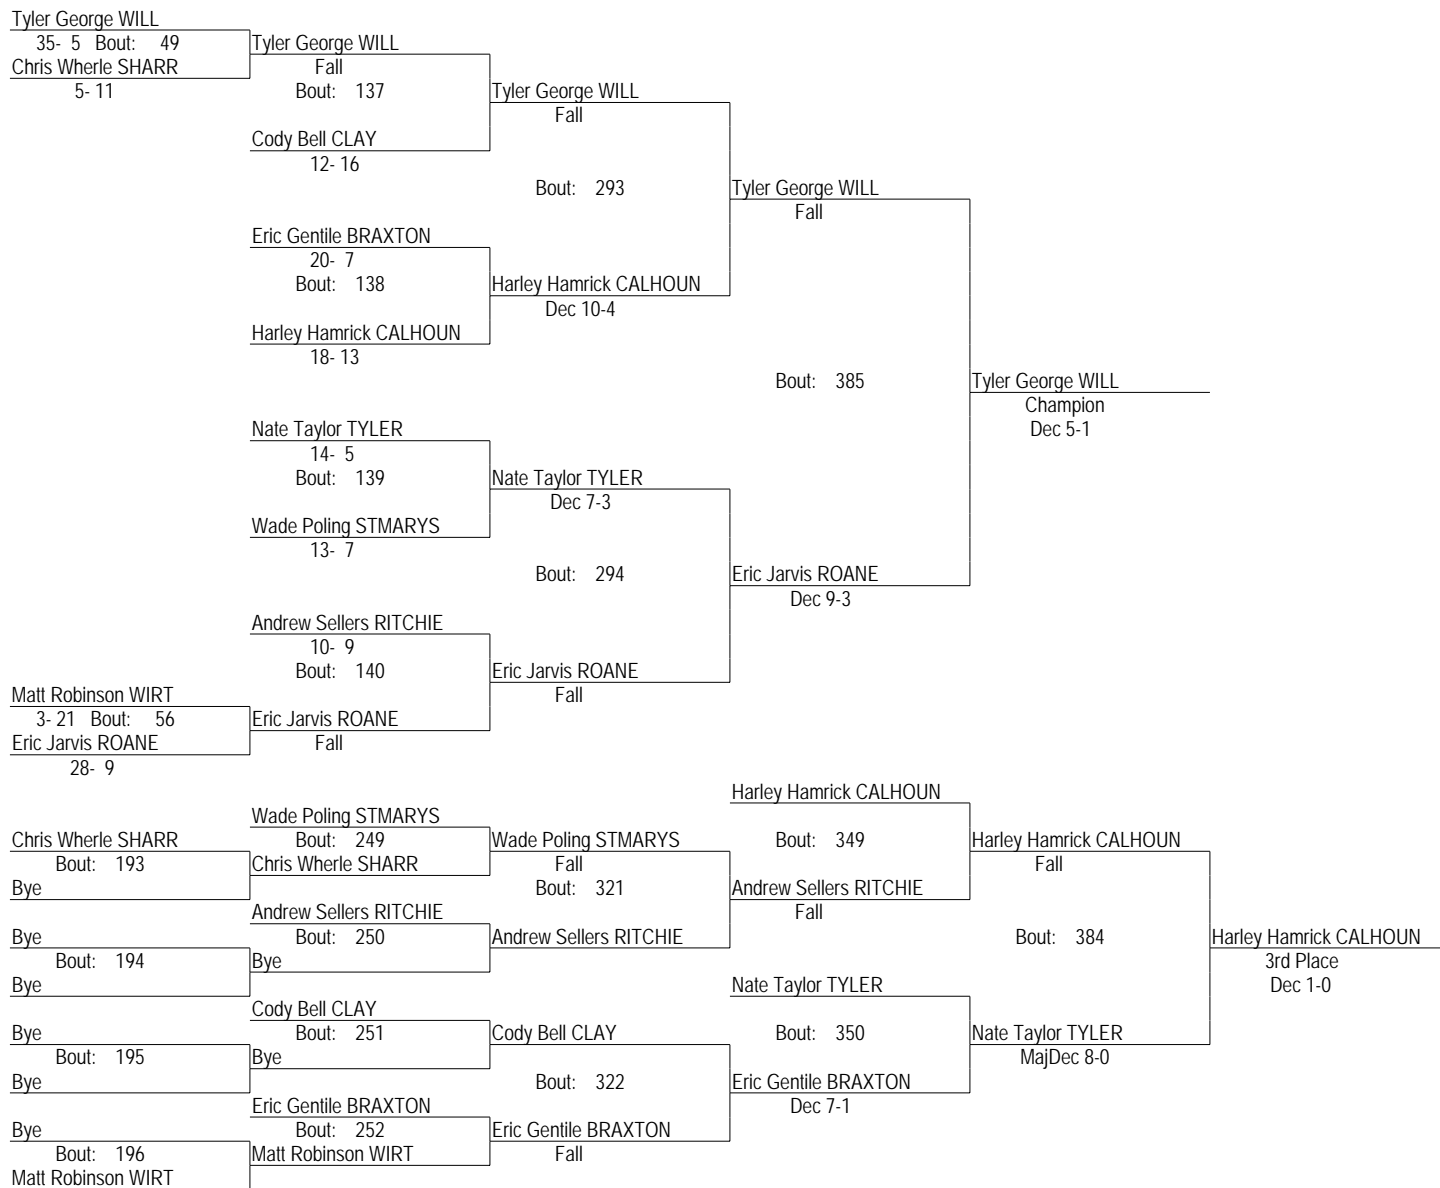 Tyler George WILL
35- 5 Bout: 49
Chris Wherle SHARR
5- 11
Tyler George WILL
Fall
Bout: 137
Cody Bell CLAY
12- 16
Tyler George WILL
Fall
Bout: 293
Eric Gentile BRAXTON
20- 7
Bout: 138
Harley Hamrick CALHOUN
18- 13
Harley Hamrick CALHOUN
Dec 10-4
Tyler George WILL
Fall
Bout: 385
Tyler George WILL
Champion
Dec 5-1
Nate Taylor TYLER
14- 5
Bout: 139
Wade Poling STMARYS
13- 7
Nate Taylor TYLER
Dec 7-3
Bout: 294
Eric Jarvis ROANE
Dec 9-3
Andrew Sellers RITCHIE
10- 9
Bout: 140
Eric Jarvis ROANE
Fall
Matt Robinson WIRT
3- 21 Bout: 56
Eric Jarvis ROANE
28- 9
Eric Jarvis ROANE
Fall
Chris Wherle SHARR
Bout: 193
Bye
Bye
Bout: 194
Bye
Bye
Bout: 195
Bye
Bye
Bout: 196
Matt Robinson WIRT
Wade Poling STMARYS
Bout: 249
Chris Wherle SHARR
Andrew Sellers RITCHIE
Bout: 250
Bye
Cody Bell CLAY
Bout: 251
Bye
Eric Gentile BRAXTON
Bout: 252
Matt Robinson WIRT
Wade Poling STMARYS
Fall
Bout: 321
Andrew Sellers RITCHIE
Cody Bell CLAY
Bout: 322
Eric Gentile BRAXTON
Fall
Harley Hamrick CALHOUN
Bout: 349
Andrew Sellers RITCHIE
Fall
Nate Taylor TYLER
Bout: 350
Eric Gentile BRAXTON
Dec 7-1
Harley Hamrick CALHOUN
Fall
Bout: 384
Nate Taylor TYLER
MajDec 8-0
Harley Hamrick CALHOUN
3rd Place
Dec 1-0